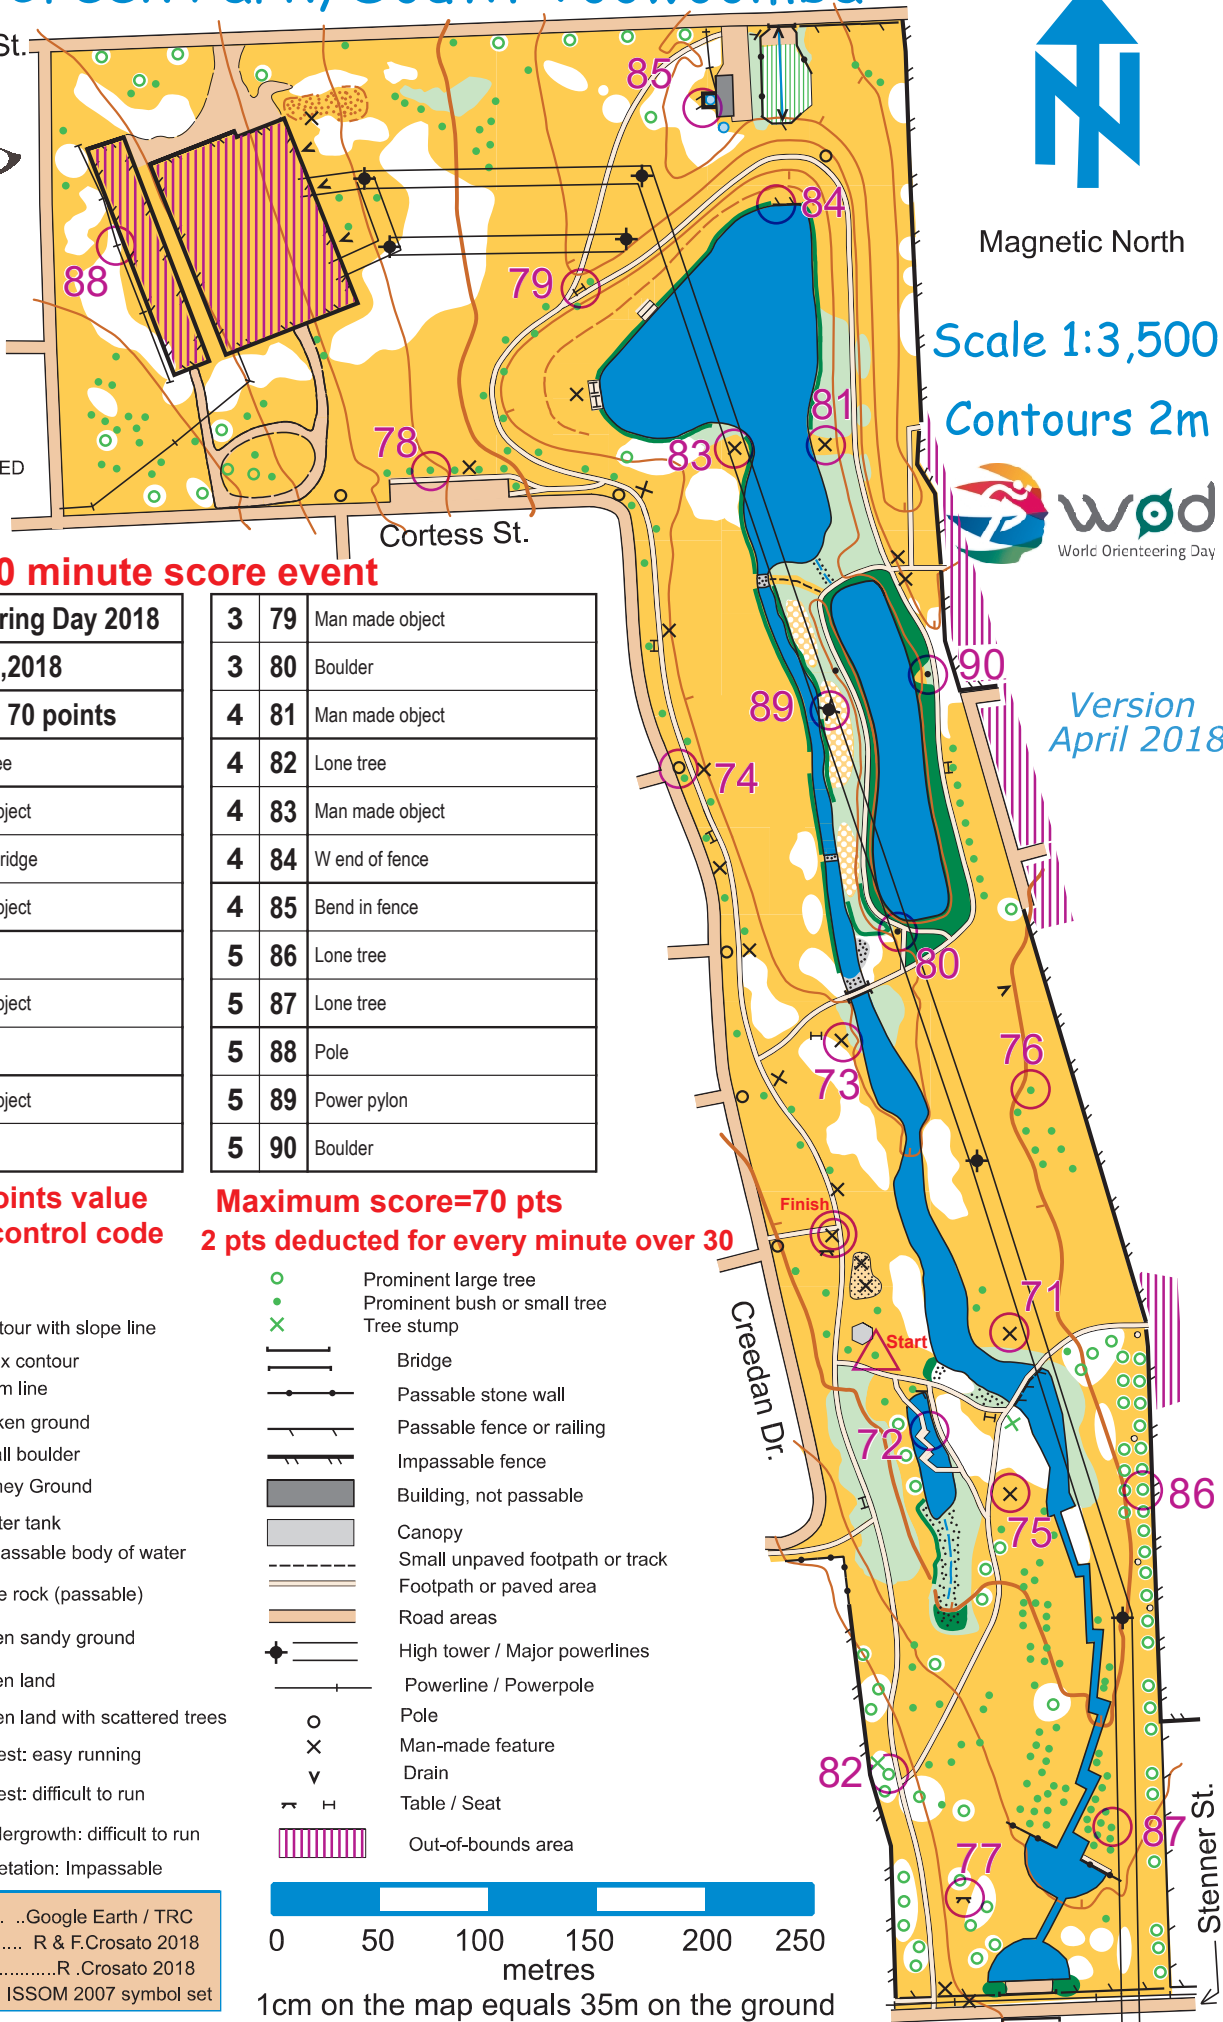 St.
85
84
88
79
Magnetic North
Scale 1:3,500
Contours 2m
81
78
83
ED
Cortess St.
wod
World Orienteering Day
0 minute score event
ring Day 2018
,2018
70 points
ee
ject
ridge
ject
ject
ject
3 79 Man made object
3 80 Boulder
4 81 Man made object
4 82 Lone tree
4 83 Man made object
4 84 W end of fence
4 85 Bend in fence
5 86 Lone tree
5 87 Lone tree
5 88 Pole
5 89 Power pylon
5 90 Boulder
90
89
Version
April 2018
74
80
76
73
oints value
control code
Maximum score=70 pts
2 pts deducted for every minute over 30
Finish
Start
71
72
75
86
82
87
77
Creedan Dr.
Stenner St.
tour with slope line
x contour
m line
ken ground
all boulder
ney Ground
ter tank
assable body of water
e rock (passable)
en sandy ground
en land
en land with scattered trees
est: easy running
est: difficult to run
dergrowth: difficult to run
etation: Impassable
Prominent large tree
Prominent bush or small tree
Tree stump
Bridge
Passable stone wall
Passable fence or railing
Impassable fence
Building, not passable
Canopy
Small unpaved footpath or track
Footpath or paved area
Road areas
High tower / Major powerlines
Powerline / Powerpole
Pole
Man-made feature
Drain
Table / Seat
Out-of-bounds area
. ..Google Earth / TRC
.... R & F.Crosato 2018
...........R .Crosato 2018
ISSOM 2007 symbol set
0 50 100 150 200 250
metres
1cm on the map equals 35m on the ground